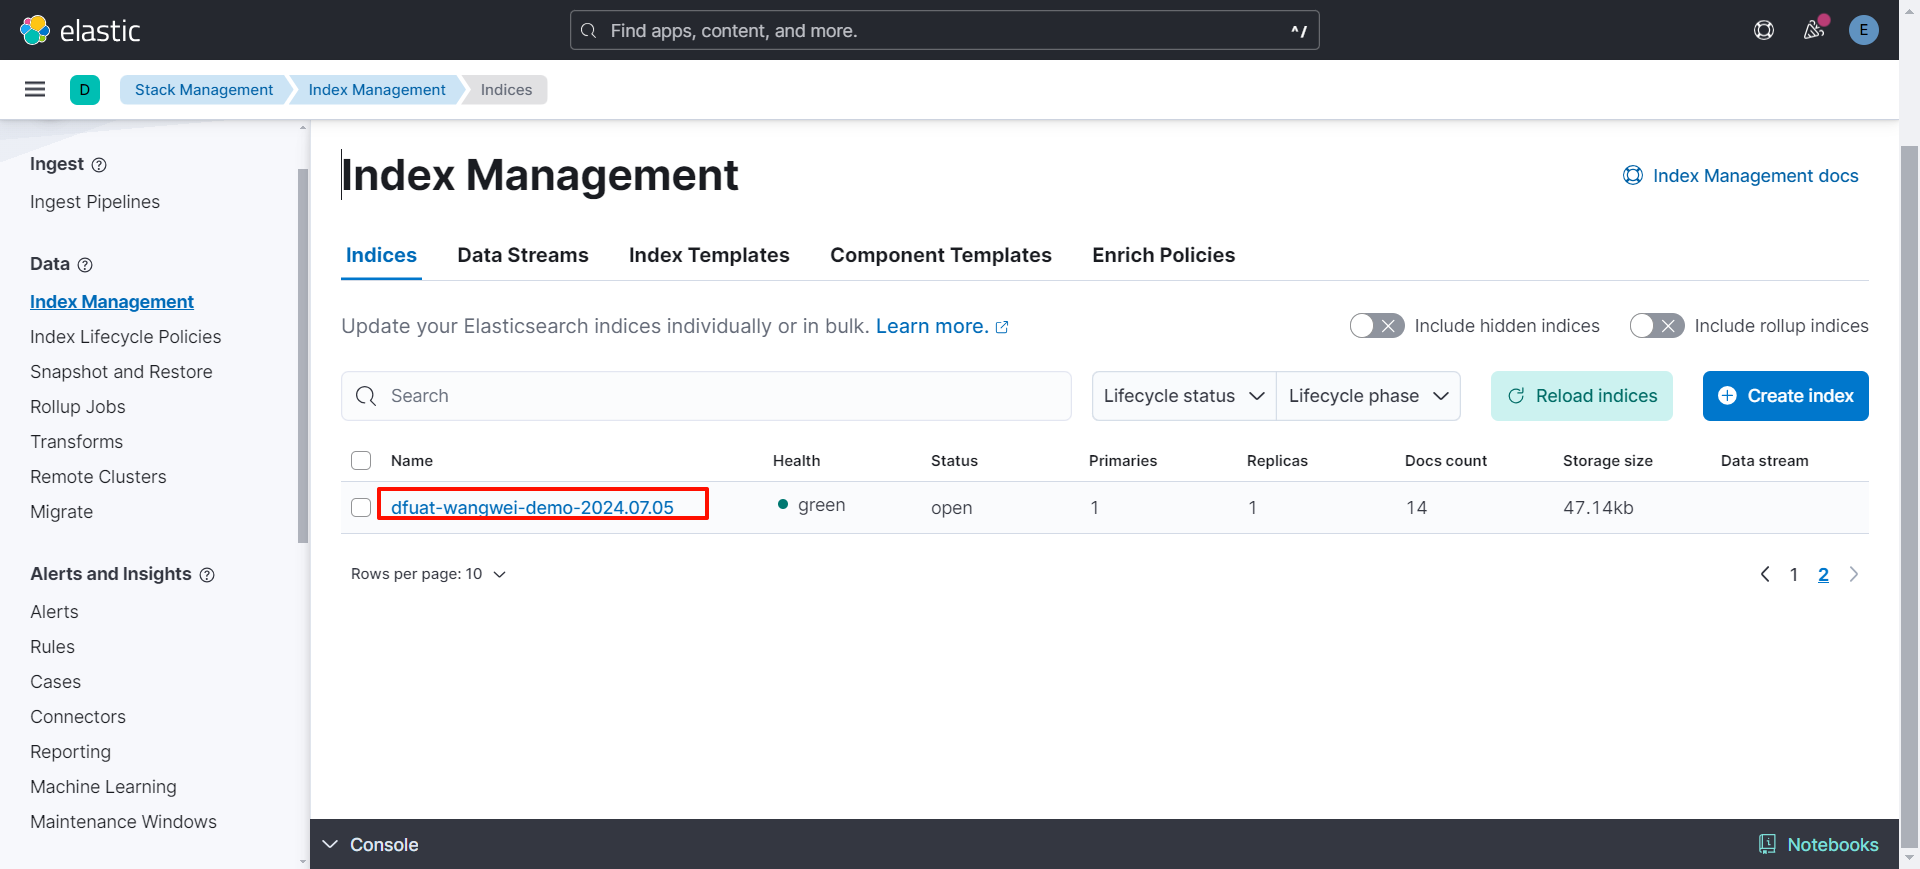 elastic
Find apps, content, and more.
^/
E
D
Stack Management
Index Management
Indices
Ingest
Ingest Pipelines
Data
Index Management
Index Lifecycle Policies
Snapshot and Restore
Rollup Jobs
Transforms
Remote Clusters
Migrate
Alerts and Insights
Alerts
Rules
Cases
Connectors
Reporting
Machine Learning
Maintenance Windows
Index Management
Index Management docs
Indices Data Streams Index Templates Component Templates Enrich Policies
Update your Elasticsearch indices individually or in bulk. Learn more.
Include hidden indices
Include rollup indices
Search
Lifecycle status
Lifecycle phase
Reload indices
Create index
Name Health Status Primaries Replicas Docs count Storage size Data stream
dfuat-wangwei-demo-2024.07.05 green open 1 1 14 47.14kb
Rows per page: 10
1 2
Console
Notebooks